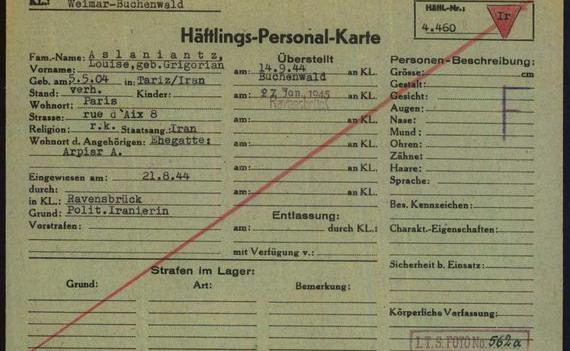 KL: Weimar-Buchenwald
Häftl.-Nr.:
4.460
Ir
Häftlings-Personal-Karte
Fam.-Name: Aslaniantz,
Vorname: Louise,geb.Grigorian
Geb. am: 5.5.04 in: Tariz/Iran
Stand: verh. Kinder:
Wohnort: Paris
Strasse: rue d'Aix 8
Religion: r.k. Staatsang. Iran
Wohnort d. Angehörigen: Ehegatte:
Arpiar A.
Eingewiesen am: 21.8.44
durch:
in KL.: Ravensbrück
Grund: Polit.Iranierin
Vorstrafen:
Überstellt
am: 14.9.44 an KL.
Buchenwald
am: 27. Jan. 1945 an KL.
Ravensbrück
am: an KL.
am: an KL.
am: an KL.
am: an KL.
Entlassung:
am: durch KL.:
mit Verfügung v.:
Personen-Beschreibung:
Grösse: cm
Gestalt:
Gesicht:
Augen:
Nase:
Mund:
Ohren:
Zähne:
Haare:
Sprache:
F
Bes. Kennzeichen:
Charakt.-Eigenschaften:
Sicherheit b. Einsatz:
Körperliche Verfassung:
Strafen im Lager:
Grund: Art: Bemerkung:
I.T.S. FOTO No. 562a